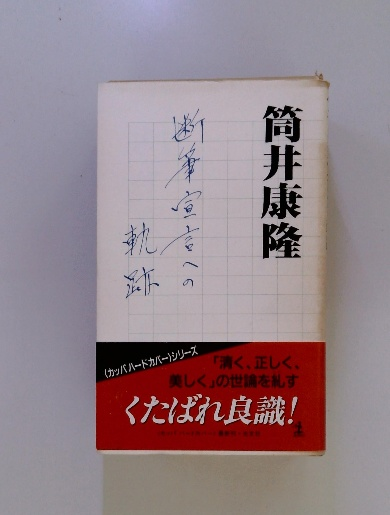 筒井康隆
断筆宣言への
軌跡
〈カッパハードカバー〉シリーズ
「清く、正しく、
美しく」の世論を糺す
くたばれ良識!